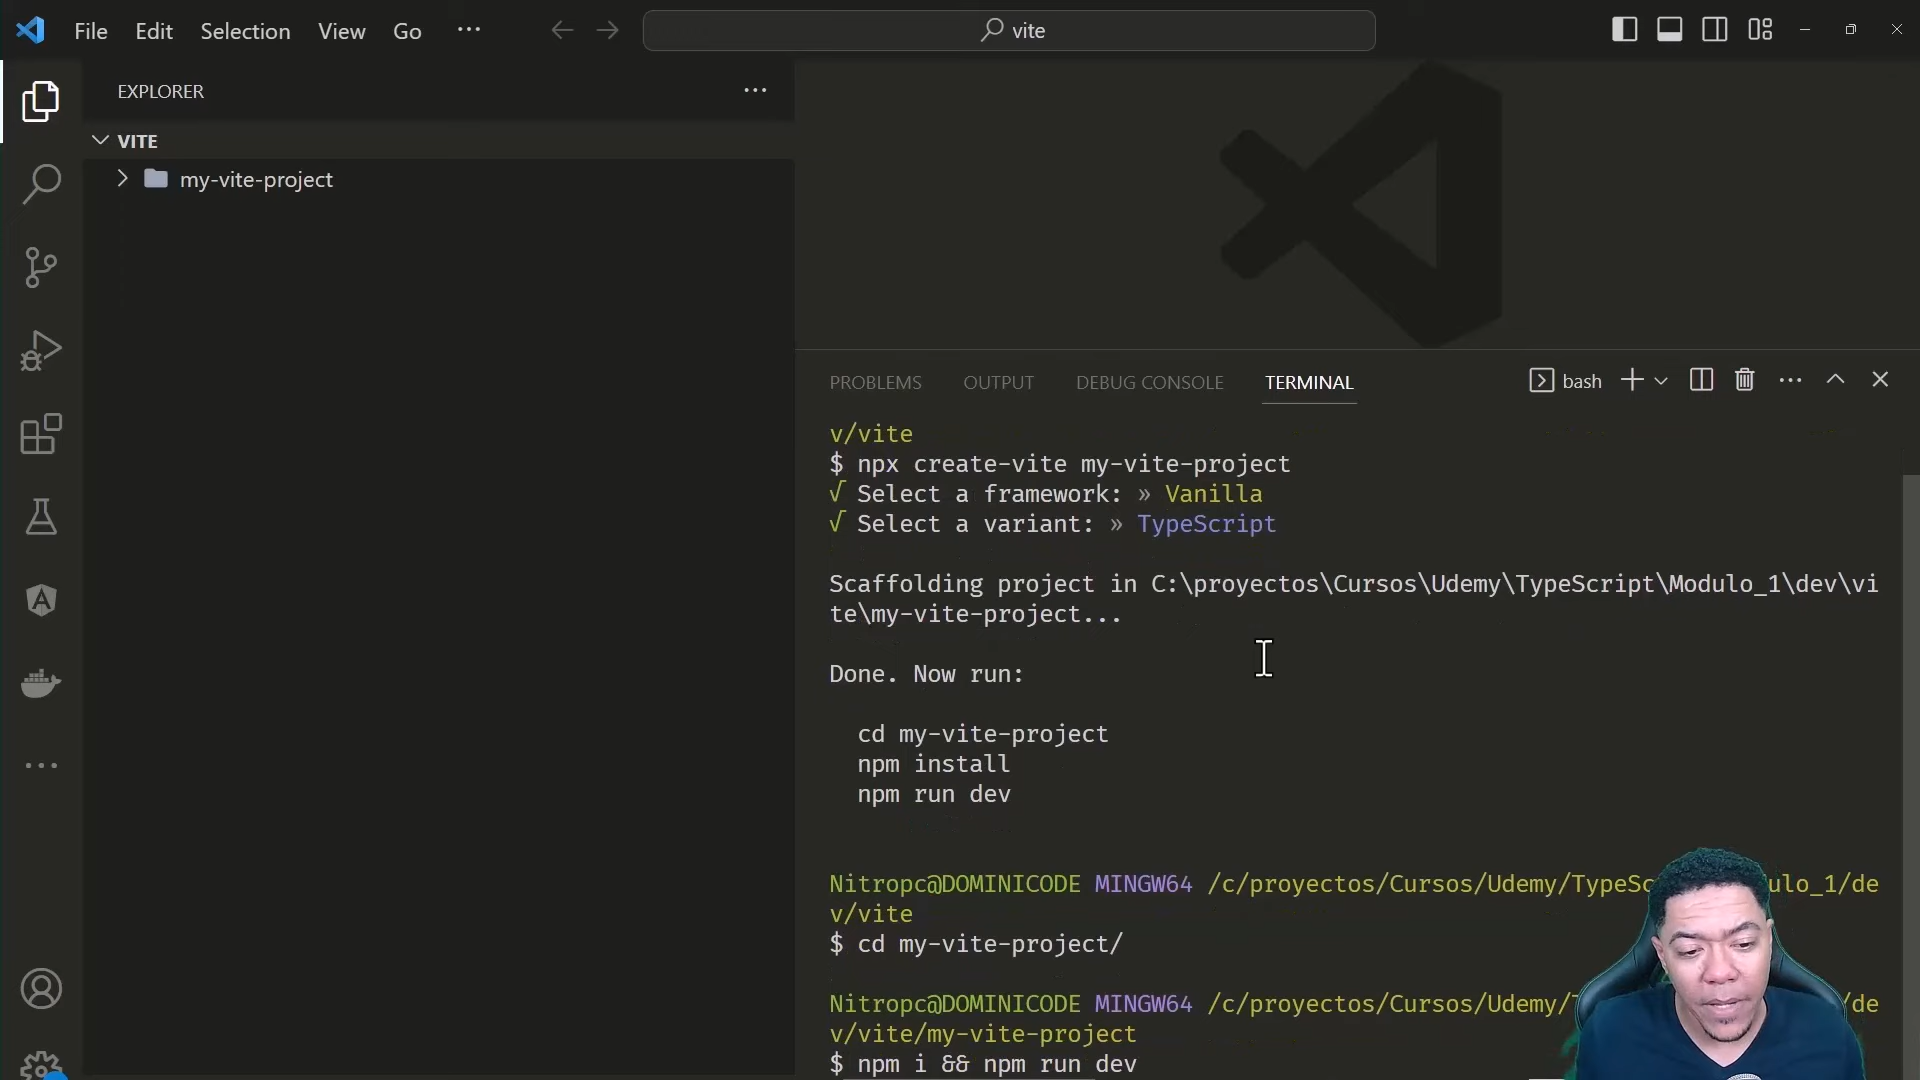 File Edit Selection View Go ··· vite
EXPLORER ···
VITE
my-vite-project
PROBLEMS OUTPUT DEBUG CONSOLE TERMINAL bash
v/vite
$ npx create-vite my-vite-project
√ Select a framework: » Vanilla
√ Select a variant: » TypeScript
Scaffolding project in C:\proyectos\Cursos\Udemy\TypeScript\Modulo_1\dev\vi
te\my-vite-project...
Done. Now run:
cd my-vite-project
npm install
npm run dev
Nitropc@DOMINICODE MINGW64 /c/proyectos/Cursos/Udemy/TypeSc ulo_1/de
v/vite
$ cd my-vite-project/
Nitropc@DOMINICODE MINGW64 /c/proyectos/Cursos/Udemy/ /de
v/vite/my-vite-project
$ npm i && npm run dev